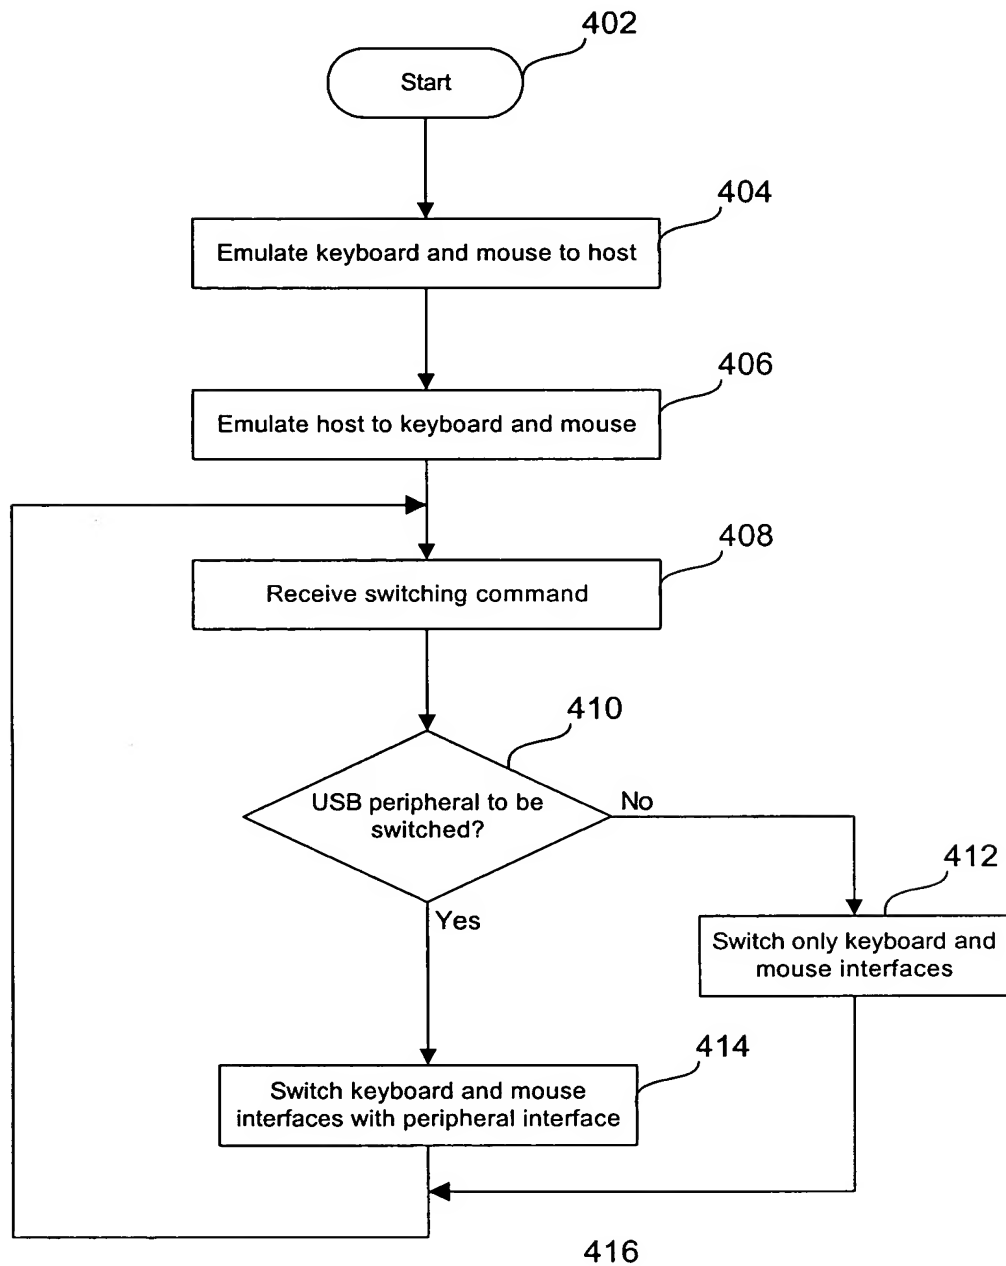 402
Start
404
Emulate keyboard and mouse to host
406
Emulate host to keyboard and mouse
408
Receive switching command
410
USB peripheral to be
switched?
No
412
Yes
Switch only keyboard and
mouse interfaces
414
Switch keyboard and mouse
interfaces with peripheral interface
416